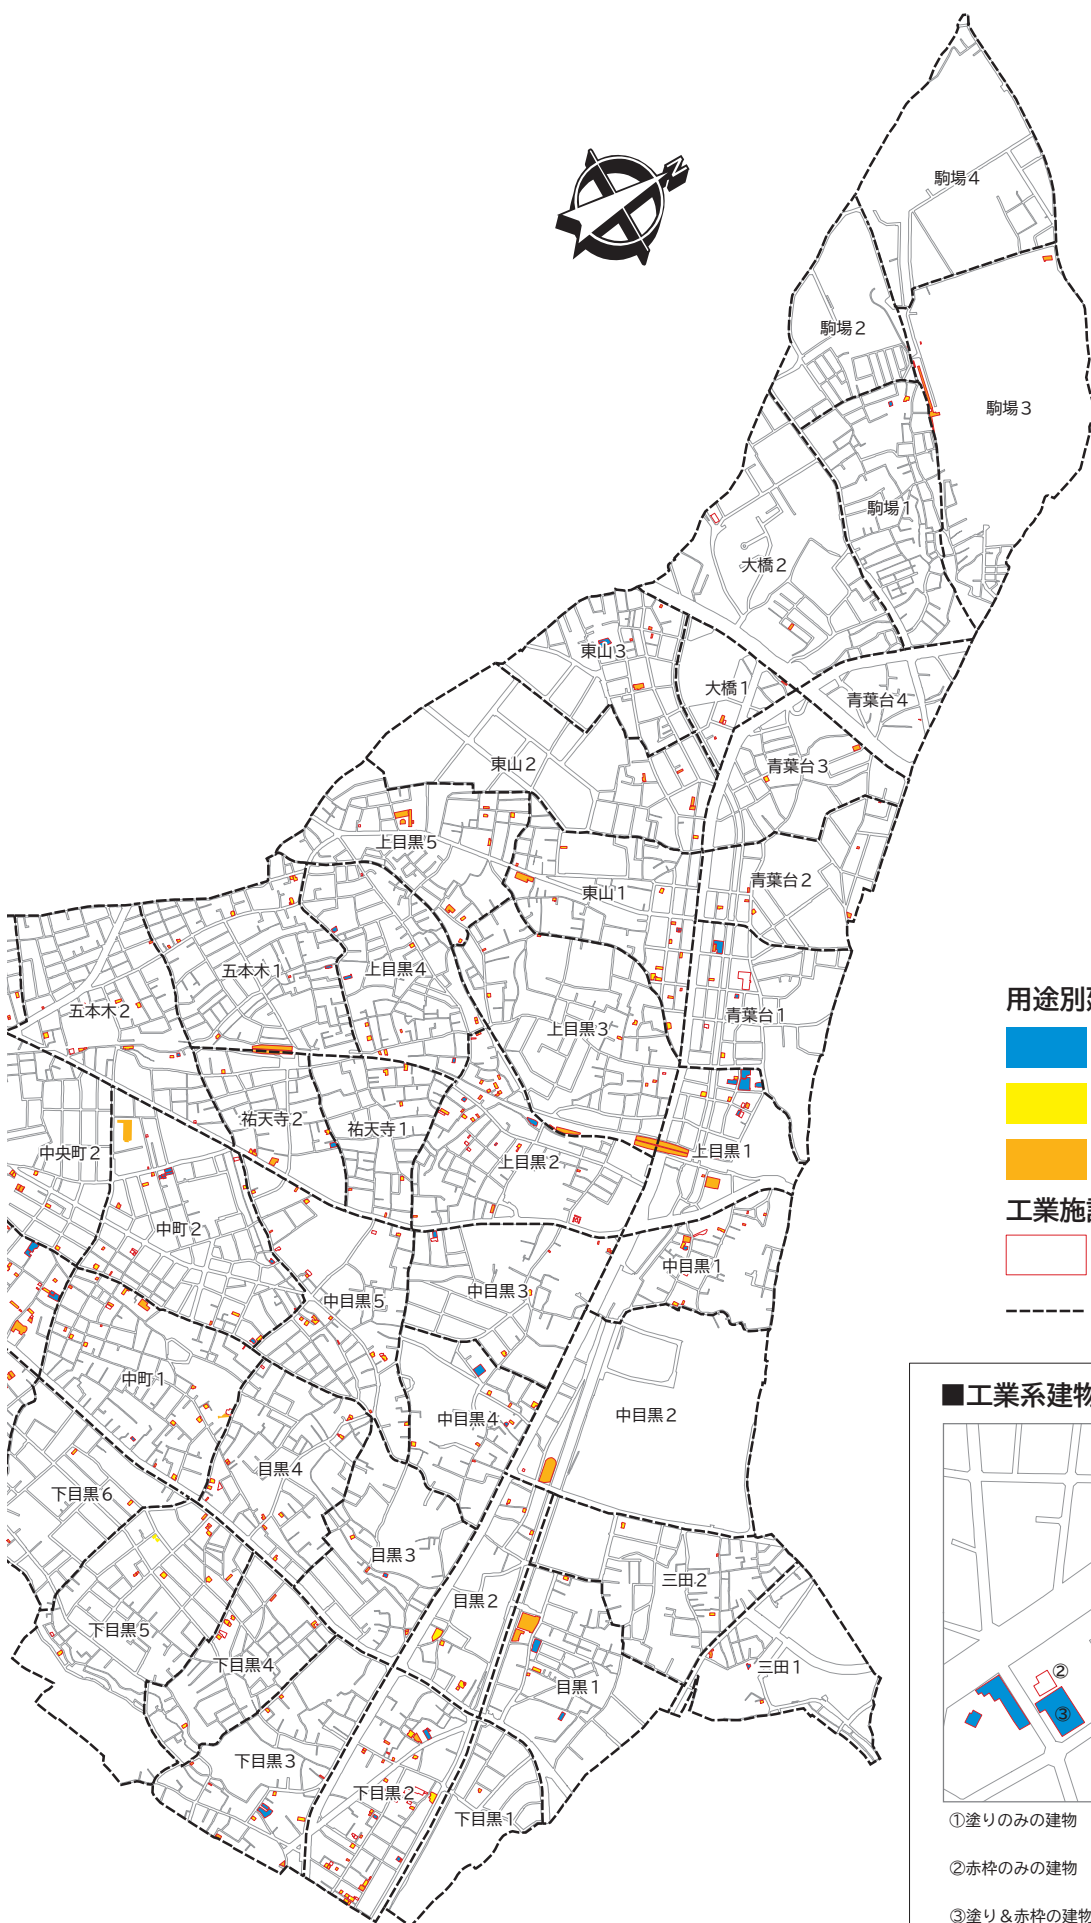 N
駒場4
駒場2
駒場3
駒場1
大橋2
東山3
大橋1
青葉台4
東山2
青葉台3
上目黒5
東山1
青葉台2
五本木1
上目黒4
五本木2
上目黒3
青葉台1
祐天寺2
祐天寺1
中央町2
上目黒2
上目黒1
中町2
中目黒1
中目黒3
中目黒5
中町1
中目黒4
中目黒2
目黒4
下目黒6
目黒3
三田2
目黒2
下目黒5
下目黒4
三田1
目黒1
下目黒3
下目黒2
下目黒1
用途別
工業施
■工業系建物
②
③
①塗りのみの建物
②赤枠のみの建物
③塗り＆赤枠の建物